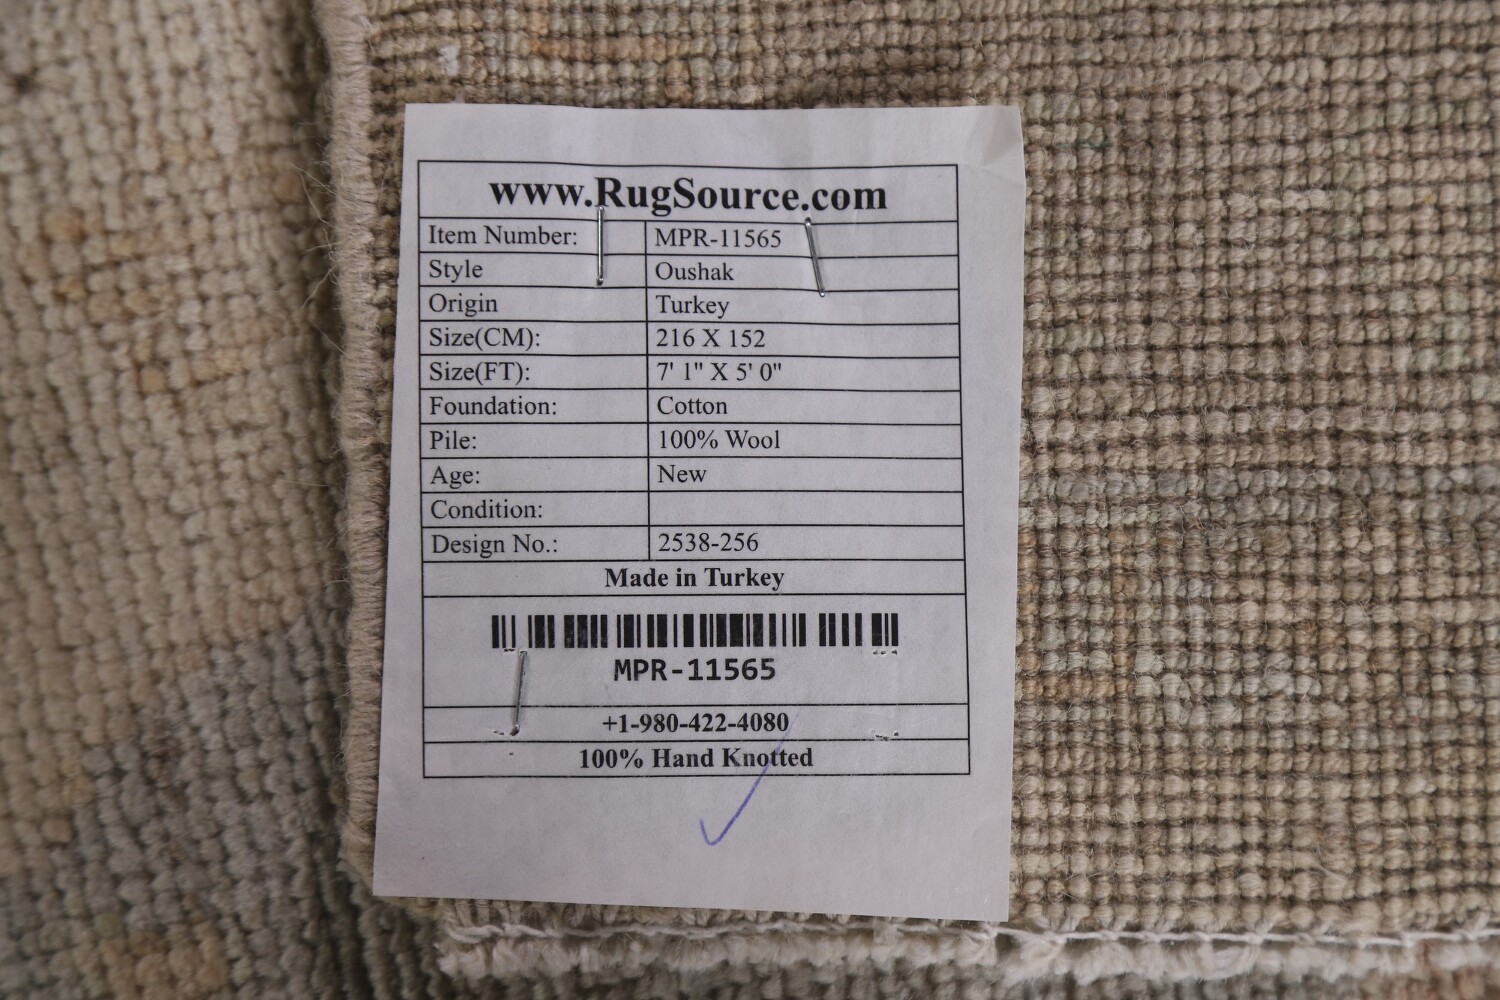 www.RugSource.com
Item Number: MPR-11565
Style Oushak
Origin Turkey
Size(CM): 216 X 152
Size(FT): 7' 1" X 5' 0"
Foundation: Cotton
Pile: 100% Wool
Age: New
Condition:
Design No.: 2538-256
Made in Turkey
MPR-11565
+1-980-422-4080
100% Hand Knotted